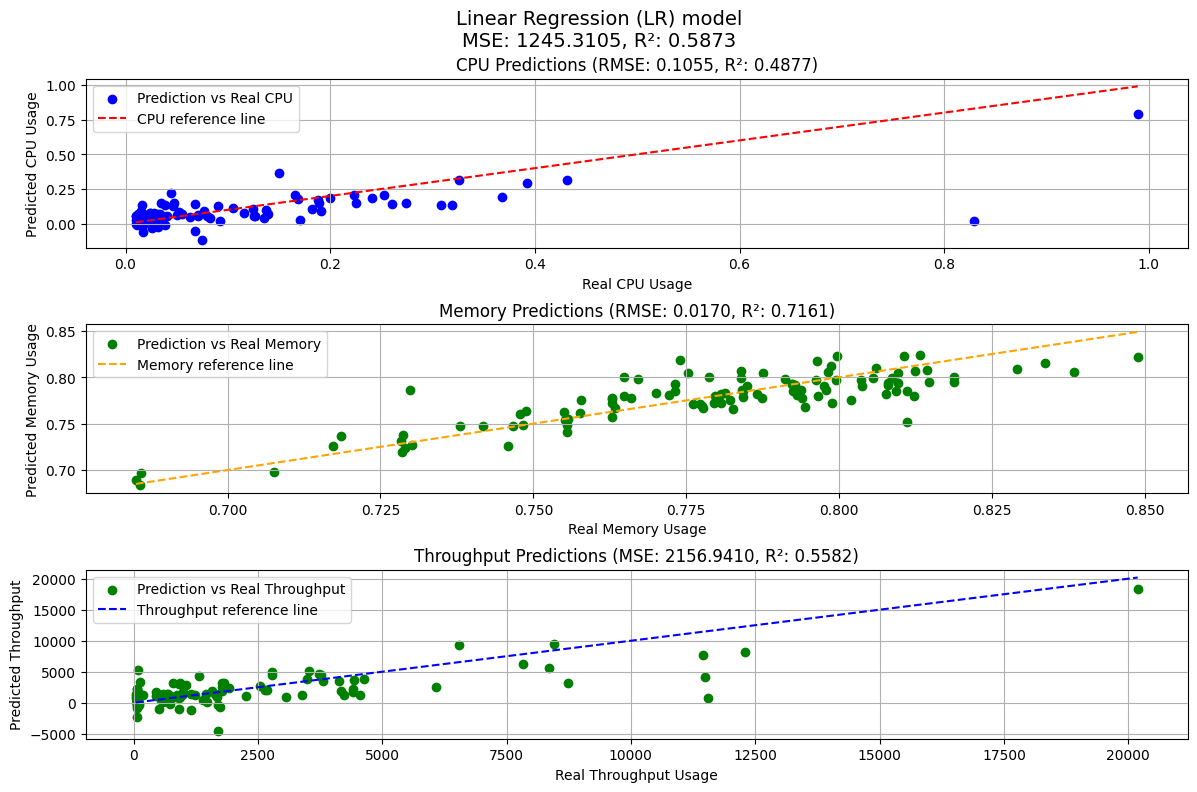 Linear Regression (LR) model
MSE: 1245.3105, R²: 0.5873
CPU Predictions (RMSE: 0.1055, R²: 0.4877)
Predicted CPU Usage
1.00
0.75
0.50
0.25
0.00
Prediction vs Real CPU
CPU reference line
0.0 0.2 0.4 0.6 0.8 1.0
Real CPU Usage
Memory Predictions (RMSE: 0.0170, R²: 0.7161)
Predicted Memory Usage
0.85
0.80
0.75
0.70
Prediction vs Real Memory
Memory reference line
0.700 0.725 0.750 0.775 0.800 0.825 0.850
Real Memory Usage
Throughput Predictions (MSE: 2156.9410, R²: 0.5582)
Predicted Throughput
20000
15000
10000
5000
0
−5000
Prediction vs Real Throughput
Throughput reference line
0 2500 5000 7500 10000 12500 15000 17500 20000
Real Throughput Usage